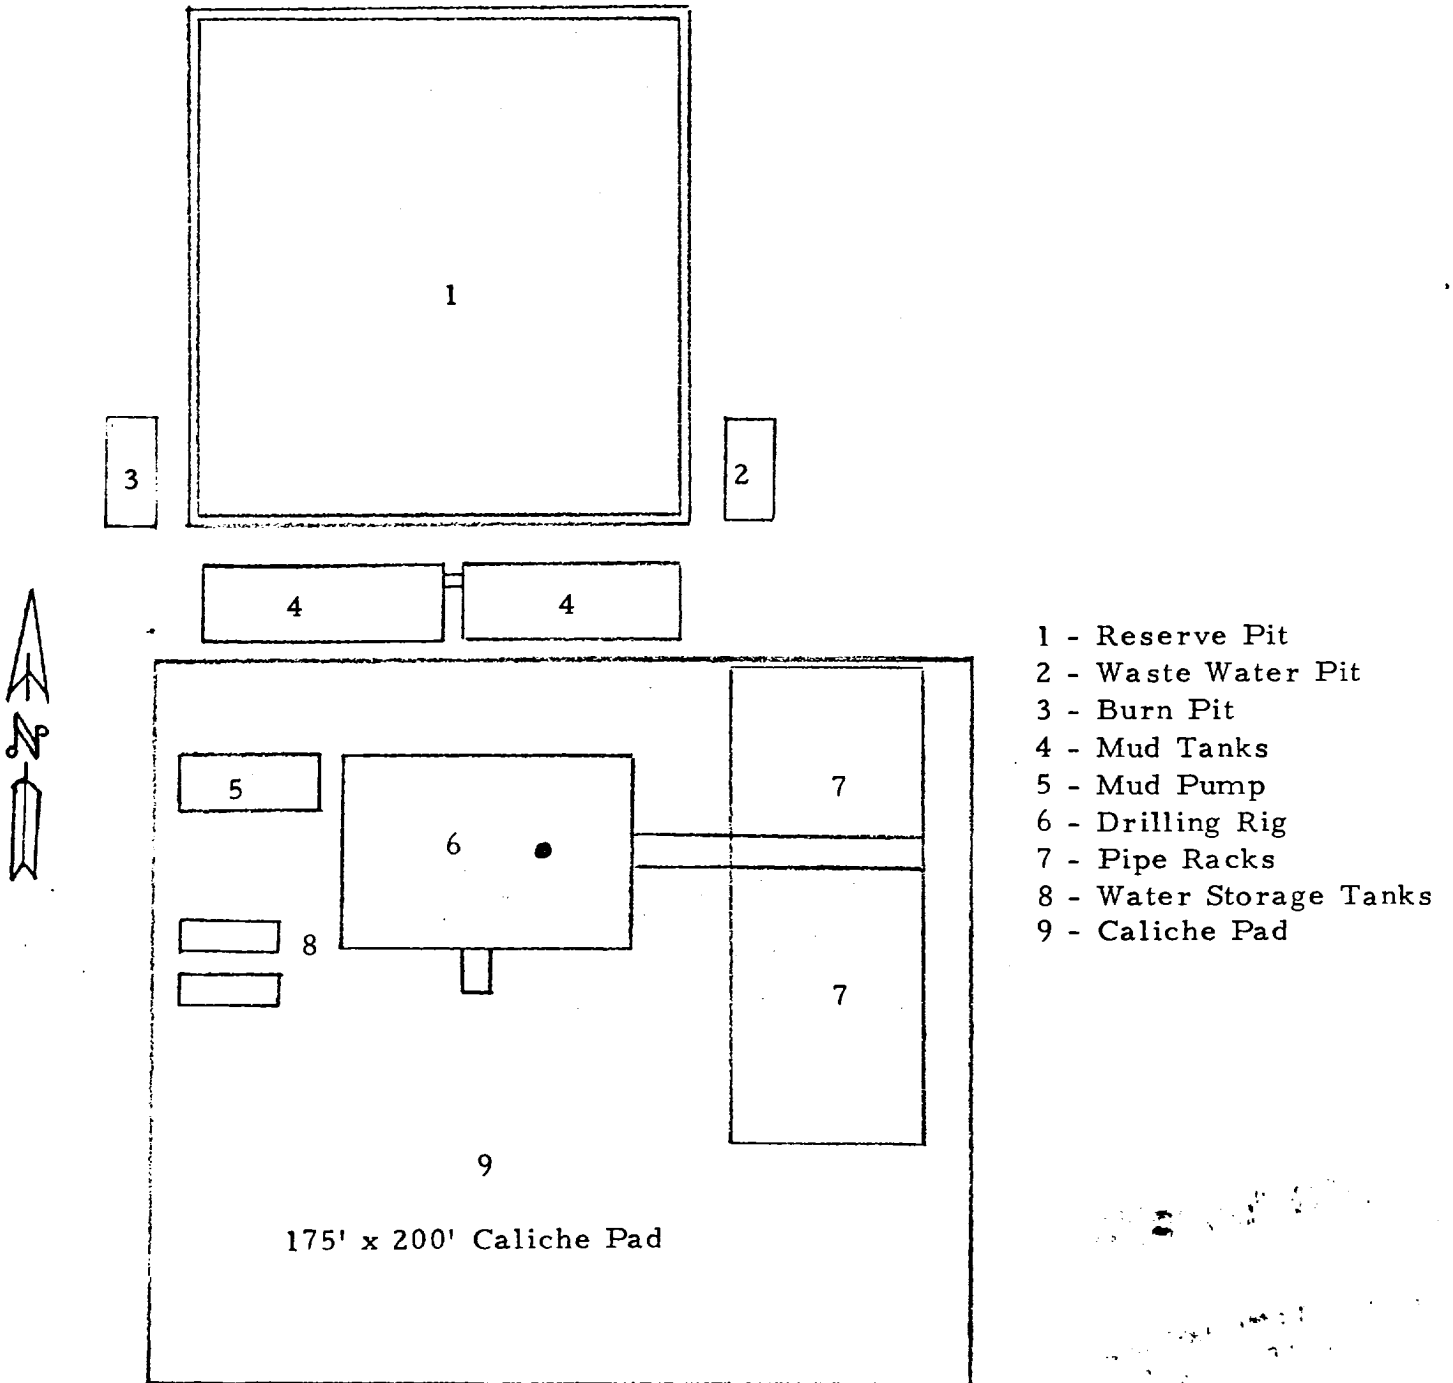 1
3
2
4 4
N
1 - Reserve Pit
2 - Waste Water Pit
3 - Burn Pit
4 - Mud Tanks
5 - Mud Pump
6 - Drilling Rig
7 - Pipe Racks
8 - Water Storage Tanks
9 - Caliche Pad
5
6
7
8
7
9
175' x 200' Caliche Pad